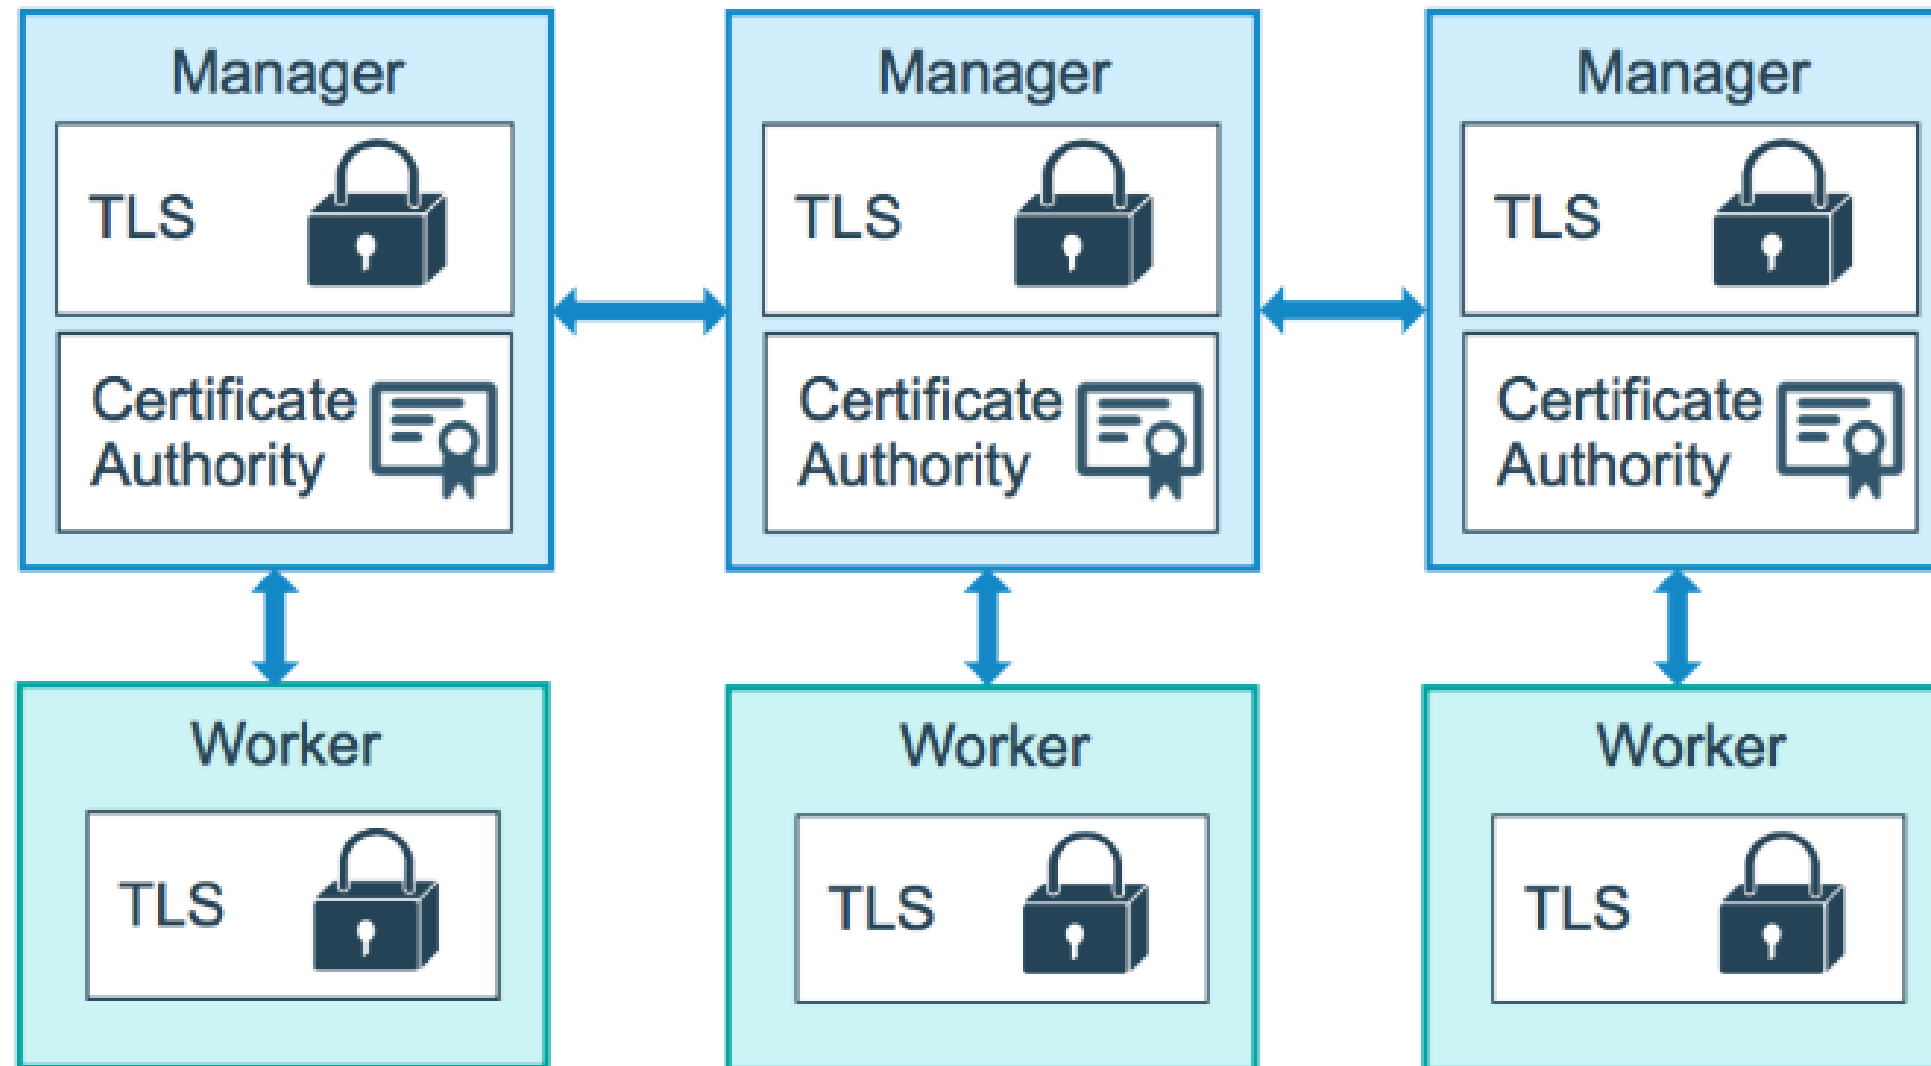 Manager
TLS
Certificate
Authority
Manager
TLS
Certificate
Authority
Manager
TLS
Certificate
Authority
Worker
TLS
Worker
TLS
Worker
TLS